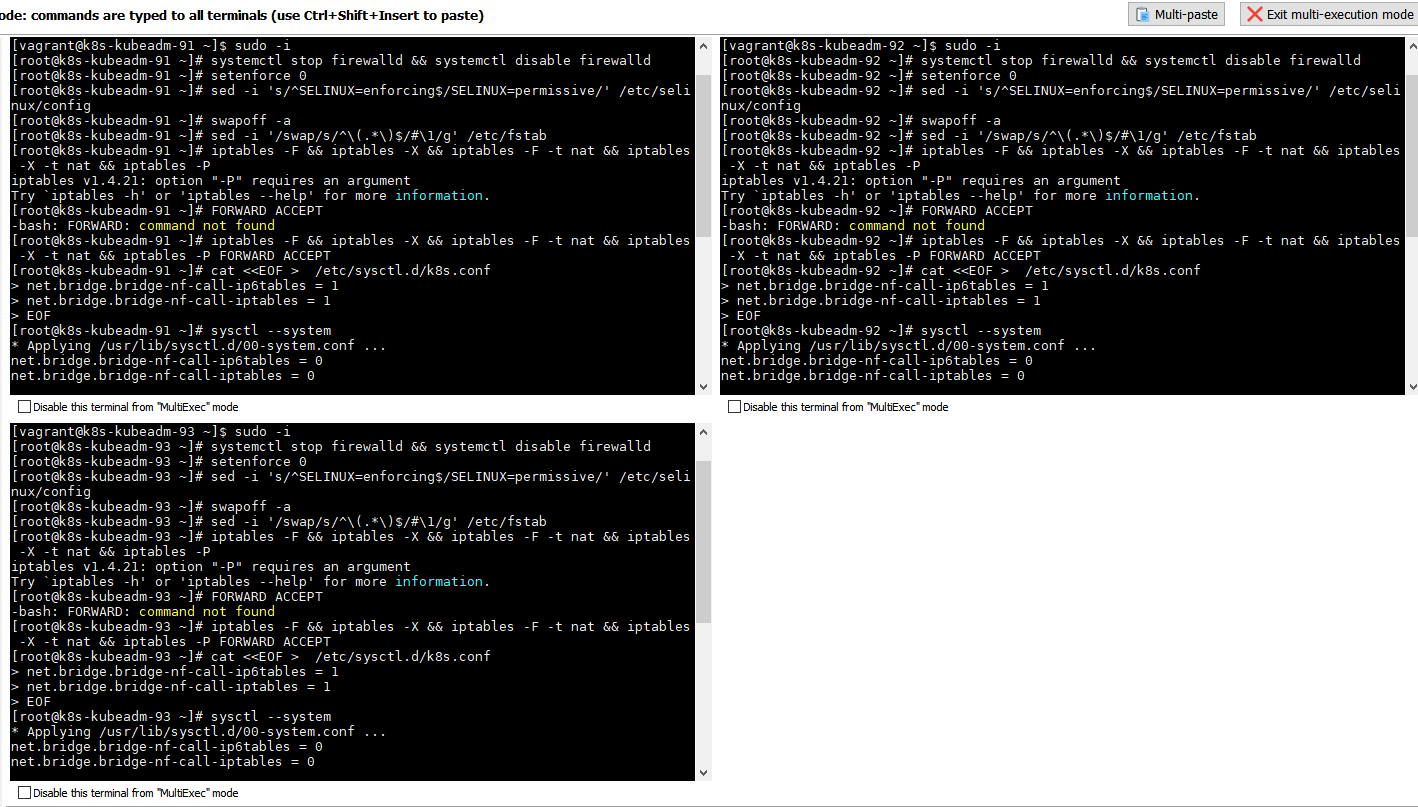 ode: commands are typed to all terminals (use Ctrl+Shift+Insert to paste)
Multi-paste
Exit multi-execution mode
[vagrant@k8s-kubeadm-91 ~]$ sudo -i
[root@k8s-kubeadm-91 ~]# systemctl stop firewalld && systemctl disable firewalld
[root@k8s-kubeadm-91 ~]# setenforce 0
[root@k8s-kubeadm-91 ~]# sed -i 's/^SELINUX=enforcing$/SELINUX=permissive/' /etc/seli
nux/config
[root@k8s-kubeadm-91 ~]# swapoff -a
[root@k8s-kubeadm-91 ~]# sed -i '/swap/s/^\(.*\)$/#\1/g' /etc/fstab
[root@k8s-kubeadm-91 ~]# iptables -F && iptables -X && iptables -F -t nat && iptables
-X -t nat && iptables -P
iptables v1.4.21: option "-P" requires an argument
Try `iptables -h' or 'iptables --help' for more information.
[root@k8s-kubeadm-91 ~]# FORWARD ACCEPT
-bash: FORWARD: command not found
[root@k8s-kubeadm-91 ~]# iptables -F && iptables -X && iptables -F -t nat && iptables
-X -t nat && iptables -P FORWARD ACCEPT
[root@k8s-kubeadm-91 ~]# cat <<EOF >  /etc/sysctl.d/k8s.conf
> net.bridge.bridge-nf-call-ip6tables = 1
> net.bridge.bridge-nf-call-iptables = 1
> EOF
[root@k8s-kubeadm-91 ~]# sysctl --system
* Applying /usr/lib/sysctl.d/00-system.conf ...
net.bridge.bridge-nf-call-ip6tables = 0
net.bridge.bridge-nf-call-iptables = 0
Disable this terminal from "MultiExec" mode
[vagrant@k8s-kubeadm-92 ~]$ sudo -i
[root@k8s-kubeadm-92 ~]# systemctl stop firewalld && systemctl disable firewalld
[root@k8s-kubeadm-92 ~]# setenforce 0
[root@k8s-kubeadm-92 ~]# sed -i 's/^SELINUX=enforcing$/SELINUX=permissive/' /etc/seli
nux/config
[root@k8s-kubeadm-92 ~]# swapoff -a
[root@k8s-kubeadm-92 ~]# sed -i '/swap/s/^\(.*\)$/#\1/g' /etc/fstab
[root@k8s-kubeadm-92 ~]# iptables -F && iptables -X && iptables -F -t nat && iptables
-X -t nat && iptables -P
iptables v1.4.21: option "-P" requires an argument
Try `iptables -h' or 'iptables --help' for more information.
[root@k8s-kubeadm-92 ~]# FORWARD ACCEPT
-bash: FORWARD: command not found
[root@k8s-kubeadm-92 ~]# iptables -F && iptables -X && iptables -F -t nat && iptables
-X -t nat && iptables -P FORWARD ACCEPT
[root@k8s-kubeadm-92 ~]# cat <<EOF >  /etc/sysctl.d/k8s.conf
> net.bridge.bridge-nf-call-ip6tables = 1
> net.bridge.bridge-nf-call-iptables = 1
> EOF
[root@k8s-kubeadm-92 ~]# sysctl --system
* Applying /usr/lib/sysctl.d/00-system.conf ...
net.bridge.bridge-nf-call-ip6tables = 0
net.bridge.bridge-nf-call-iptables = 0
Disable this terminal from "MultiExec" mode
[vagrant@k8s-kubeadm-93 ~]$ sudo -i
[root@k8s-kubeadm-93 ~]# systemctl stop firewalld && systemctl disable firewalld
[root@k8s-kubeadm-93 ~]# setenforce 0
[root@k8s-kubeadm-93 ~]# sed -i 's/^SELINUX=enforcing$/SELINUX=permissive/' /etc/seli
nux/config
[root@k8s-kubeadm-93 ~]# swapoff -a
[root@k8s-kubeadm-93 ~]# sed -i '/swap/s/^\(.*\)$/#\1/g' /etc/fstab
[root@k8s-kubeadm-93 ~]# iptables -F && iptables -X && iptables -F -t nat && iptables
-X -t nat && iptables -P
iptables v1.4.21: option "-P" requires an argument
Try `iptables -h' or 'iptables --help' for more information.
[root@k8s-kubeadm-93 ~]# FORWARD ACCEPT
-bash: FORWARD: command not found
[root@k8s-kubeadm-93 ~]# iptables -F && iptables -X && iptables -F -t nat && iptables
-X -t nat && iptables -P FORWARD ACCEPT
[root@k8s-kubeadm-93 ~]# cat <<EOF >  /etc/sysctl.d/k8s.conf
> net.bridge.bridge-nf-call-ip6tables = 1
> net.bridge.bridge-nf-call-iptables = 1
> EOF
[root@k8s-kubeadm-93 ~]# sysctl --system
* Applying /usr/lib/sysctl.d/00-system.conf ...
net.bridge.bridge-nf-call-ip6tables = 0
net.bridge.bridge-nf-call-iptables = 0
Disable this terminal from "MultiExec" mode